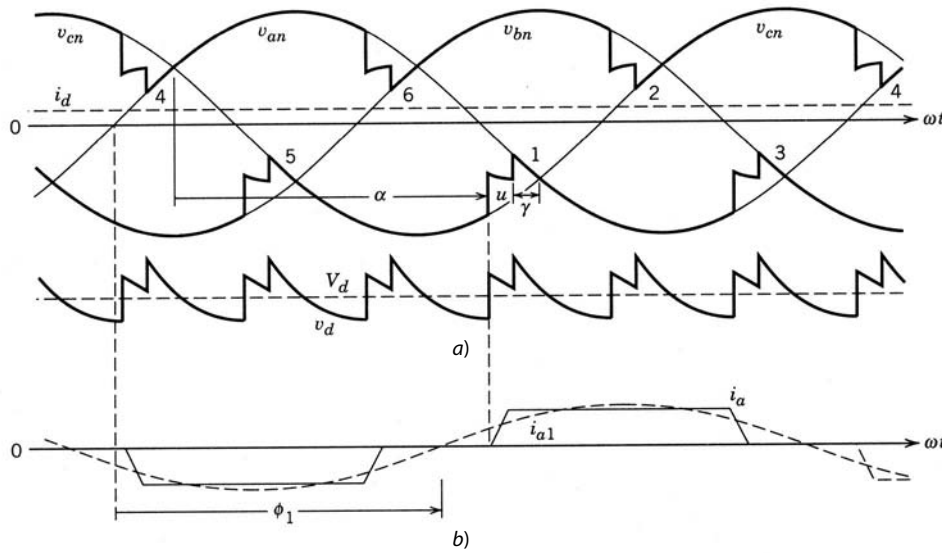 v_cn v_an v_bn v_cn
4 6 2 4
i_d
0 ωt
5 1 3
α u γ
V_d
v_d
a)
i_a
i_a1
0 ωt
ϕ_1
b)